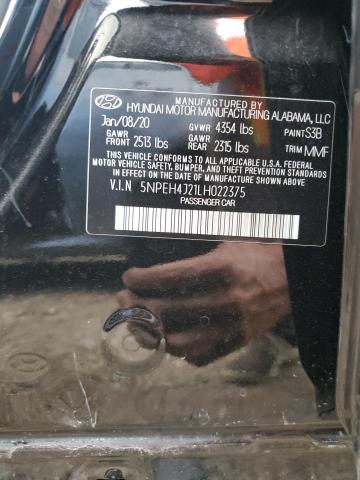 MANUFACTURED BY
HYUNDAI MOTOR MANUFACTURING ALABAMA, LLC
Jan/08/20 GVWR 4354 lbs PAINT S3B
GAWR FRONT 2513 lbs GAWR REAR 2315 lbs TRIM MMF
THIS VEHICLE CONFORMS TO ALL APPLICABLE U.S.A. FEDERAL
MOTOR VEHICLE SAFETY, BUMPER, AND THEFT PREVENTION STANDARDS
IN EFFECT ON THE DATE OF MANUFACTURE SHOWN ABOVE.
V.I.N 5NPEH4J21LH022375
PASSENGER CAR